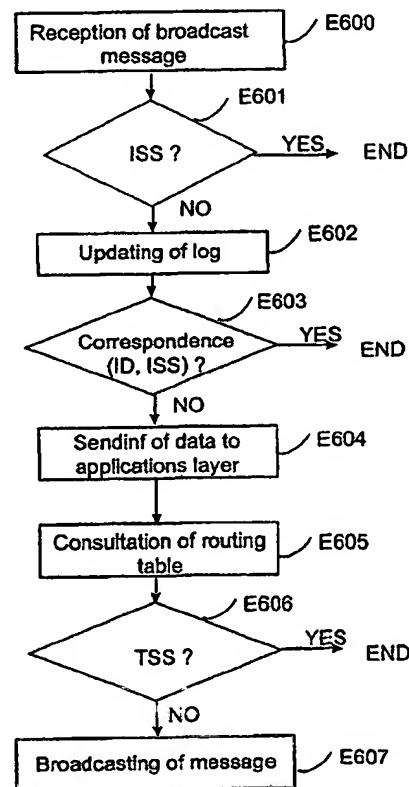 Reception of broadcast
message
E600
E601
ISS ?
YES
END
NO
Updating of log
E602
E603
Correspondence
(ID, ISS) ?
YES
END
NO
Sendinf of data to
applications layer
E604
Consultation of routing
table
E605
E606
TSS ?
YES
END
NO
Broadcasting of message
E607